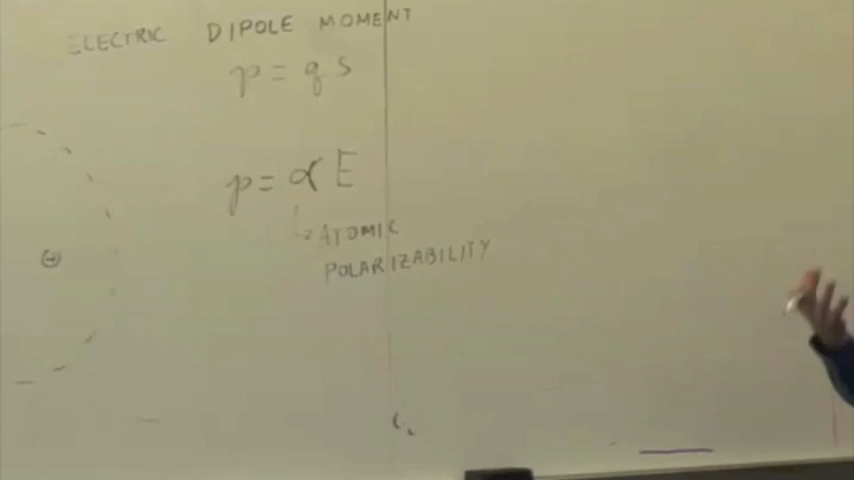 ELECTRIC DIPOLE MOMENT
p = q s
p = α E
ATOMIC
POLARIZABILITY